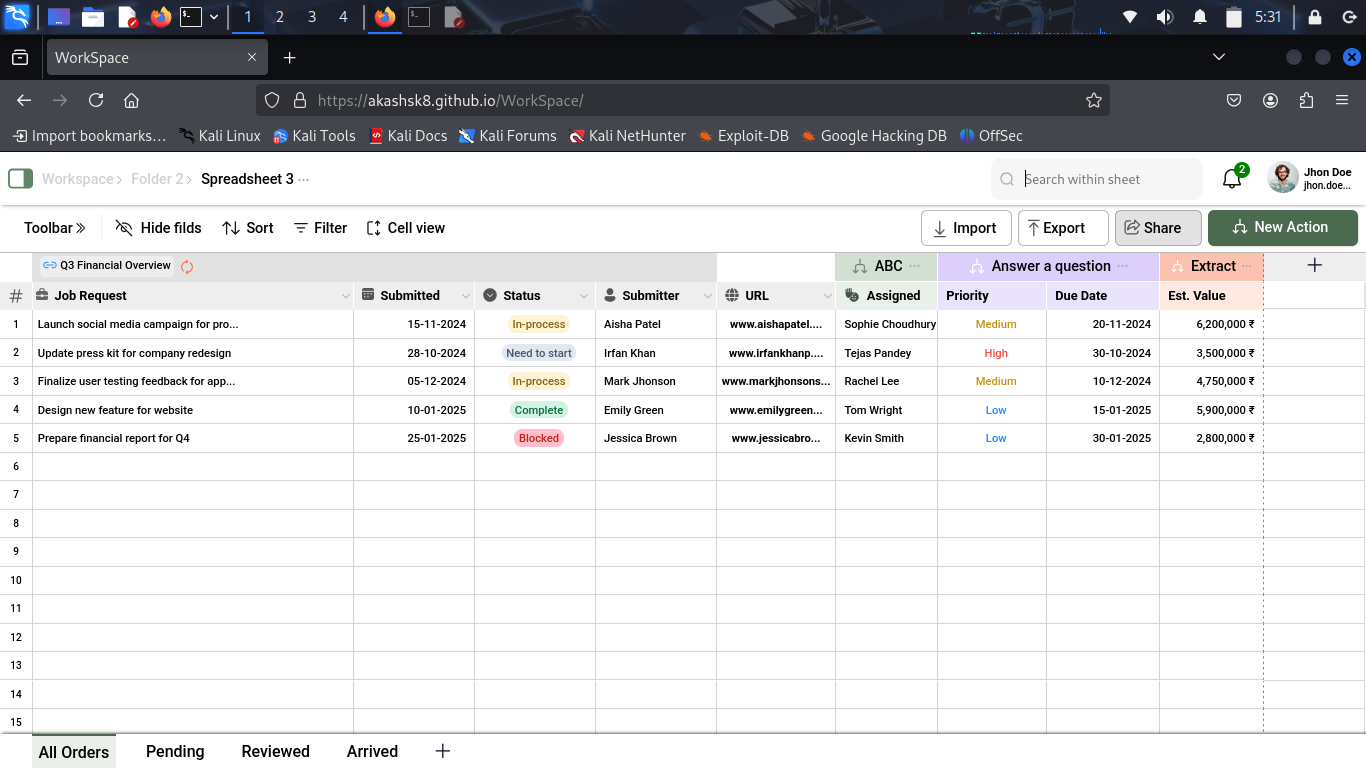 1 2 3 4 5:31
WorkSpace
https://akashsk8.github.io/WorkSpace/
Import bookmarks... Kali Linux Kali Tools Kali Docs Kali Forums Kali NetHunter Exploit-DB Google Hacking DB OffSec
Workspace Folder 2 Spreadsheet 3 ... Search within sheet 2 Jhon Doe
jhon.doe...
Toolbar Hide filds Sort Filter Cell view Import Export Share New Action
Q3 Financial Overview ABC ... Answer a question ... Extract ... +
# Job Request Submitted Status Submitter URL Assigned Priority Due Date Est. Value
1 Launch social media campaign for pro... 15-11-2024 In-process Aisha Patel www.aishapatel.... Sophie Choudhury Medium 20-11-2024 6,200,000 ₹
2 Update press kit for company redesign 28-10-2024 Need to start Irfan Khan www.irfankhanp.... Tejas Pandey High 30-10-2024 3,500,000 ₹
3 Finalize user testing feedback for app... 05-12-2024 In-process Mark Jhonson www.markjhonsons... Rachel Lee Medium 10-12-2024 4,750,000 ₹
4 Design new feature for website 10-01-2025 Complete Emily Green www.emilygreen... Tom Wright Low 15-01-2025 5,900,000 ₹
5 Prepare financial report for Q4 25-01-2025 Blocked Jessica Brown www.jessicabro... Kevin Smith Low 30-01-2025 2,800,000 ₹
6
7
8
9
10
11
12
13
14
15
All Orders Pending Reviewed Arrived +